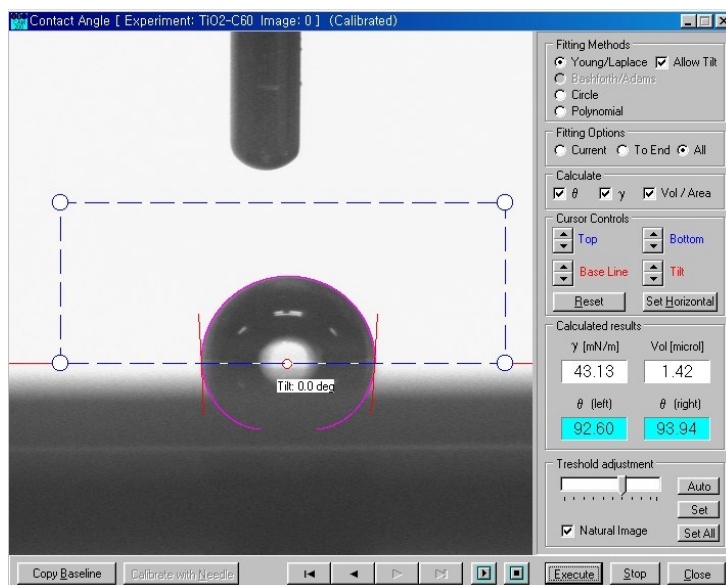 Contact Angle [ Experiment: TiO2-C60 Image: 0 ] (Calibrated)
Fitting Methods
Young/Laplace Allow Tilt
Bashforth/Adams
Circle
Polynomial
Fitting Options
Current To End All
Calculate
θ γ Vol / Area
Cursor Controls
Top Bottom
Base Line Tilt
Reset Set Horizontal
Calculated results
γ [mN/m] Vol [microl]
43.13 1.42
θ (left) θ (right)
92.60 93.94
Treshold adjustment
Auto
Set
Natural Image Set All
Tilt: 0.0 deg
Copy Baseline Calibrate with Needle Execute Stop Close